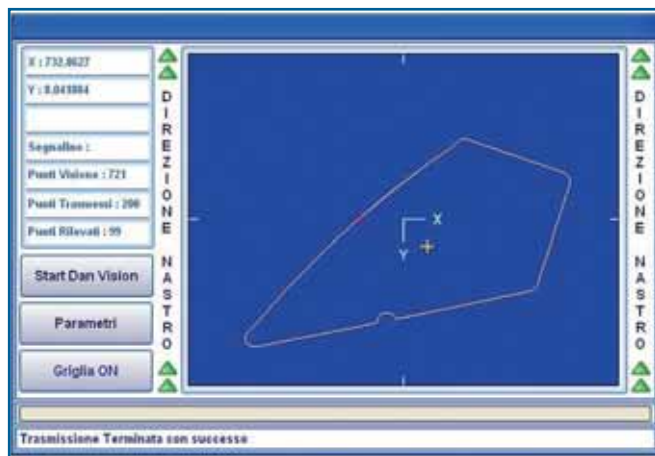 X : 732,8627
Y : 8,041804
Segnalino :
Punti Visione : 721
Punti Trasmessi : 200
Punti Rilevati : 99
Start Dan Vision
Parametri
Griglia ON
DIREZIONE NASTRO
X
Y
DIREZIONE NASTRO
Trasmissione Terminata con successo